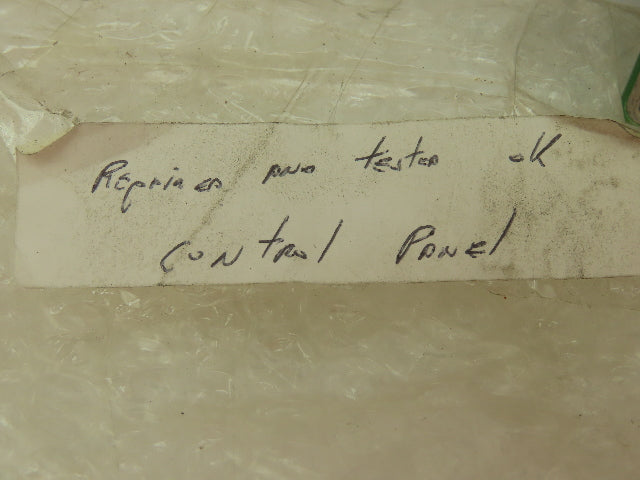 Repaired and tested oK
Control Panel